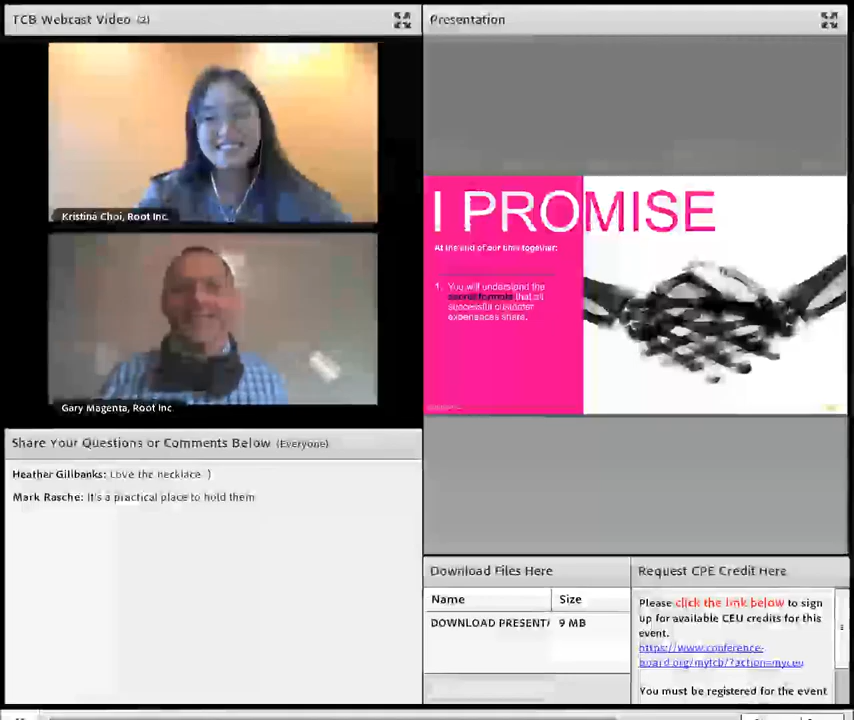 TCB Webcast Video (2)
Kristina Choi, Root Inc.
Gary Magenta, Root Inc
Share Your Questions or Comments Below (Everyone)
Heather Gillbanks: Love the necklace :)
Mark Rasche: It's a practical place to hold them
Presentation
I PROMISE
At the end of our time together:
1. You will understand the
secret formula that all
successful customer
experiences share.
Download Files Here
Name Size
DOWNLOAD PRESENT 9 MB
Request CPE Credit Here
Please click the link below to sign
up for available CEU credits for this
event.
https://www.conference-
board.org/mytcb/?action=myceu
You must be registered for the event